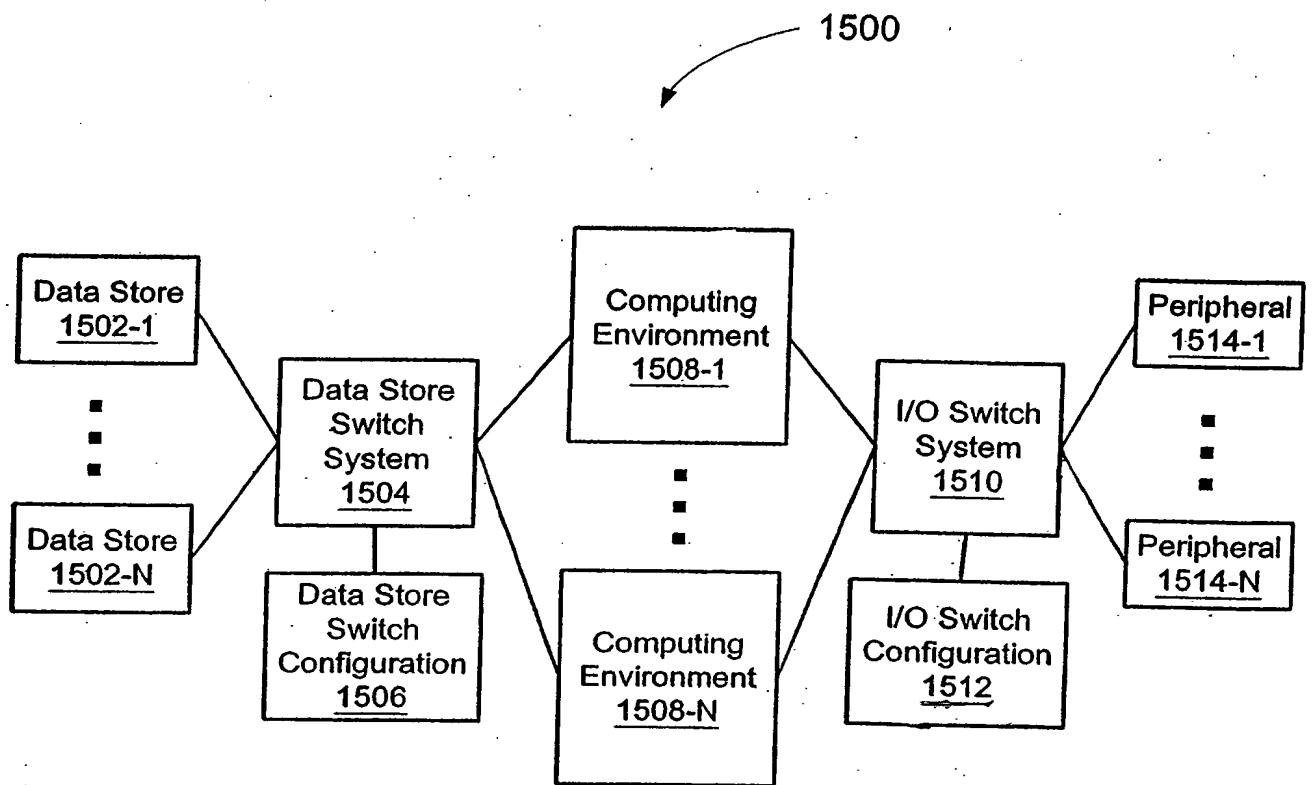 1500
Data Store
1502-1
Data Store
1502-N
Data Store
Switch
System
1504
Data Store
Switch
Configuration
1506
Computing
Environment
1508-1
Computing
Environment
1508-N
I/O Switch
System
1510
I/O Switch
Configuration
1512
Peripheral
1514-1
Peripheral
1514-N